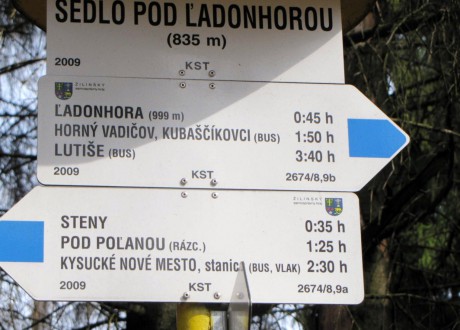 SEDLO POD ĽADONHOROU
(835 m)
2009 KST
ŽILINSKÝ
ĽADONHORA (999 m) 0:45 h
HORNÝ VADIČOV, KUBAŠČÍKOVCI (BUS) 1:50 h
LUTIŠE (BUS) 3:40 h
2009 KST 2674/8,9b
ŽILINSKÝ
STENY 0:35 h
POD POĽANOU (RÁZC.) 1:25 h
KYSUCKÉ NOVÉ MESTO, stanica (BUS, VLAK) 2:30 h
2009 KST 2674/8,9a